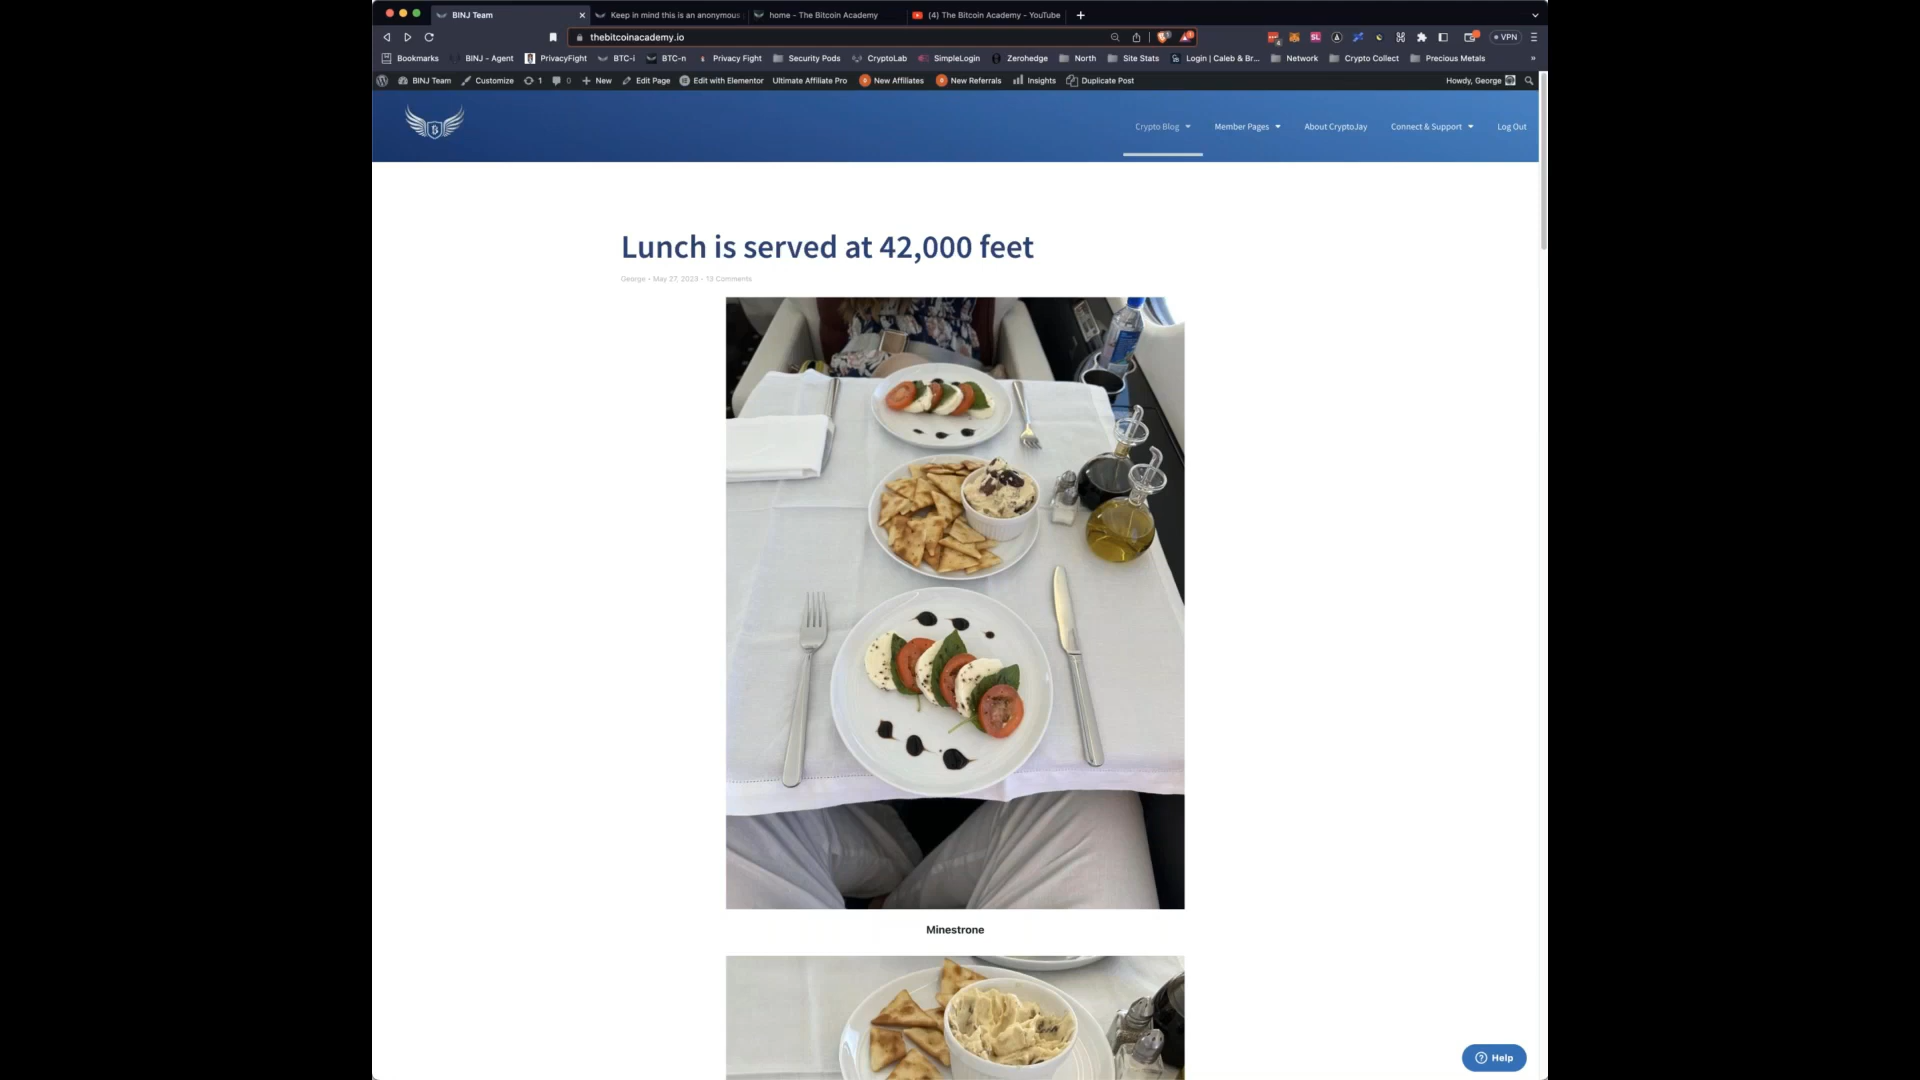 BINJ Team
Keep in mind this is an anonymous
home - The Bitcoin Academy
(4) The Bitcoin Academy - YouTube
thebitcoinacademy.io
VPN
Bookmarks
BINJ - Agent
PrivacyFight
BTC-i
BTC-n
Privacy Fight
Security Pods
CryptoLab
SimpleLogin
Zerohedge
North
Site Stats
Login | Caleb & Br...
Network
Crypto Collect
Precious Metals
»
BINJ Team
Customize
1
0
New
Edit Page
Edit with Elementor
Ultimate Affiliate Pro
0 New Affiliates
0 New Referrals
Insights
Duplicate Post
Howdy, George
Crypto Blog
Member Pages
About CryptoJay
Connect & Support
Log Out
Lunch is served at 42,000 feet
George - May 27, 2023 - 13 Comments
Minestrone
Help